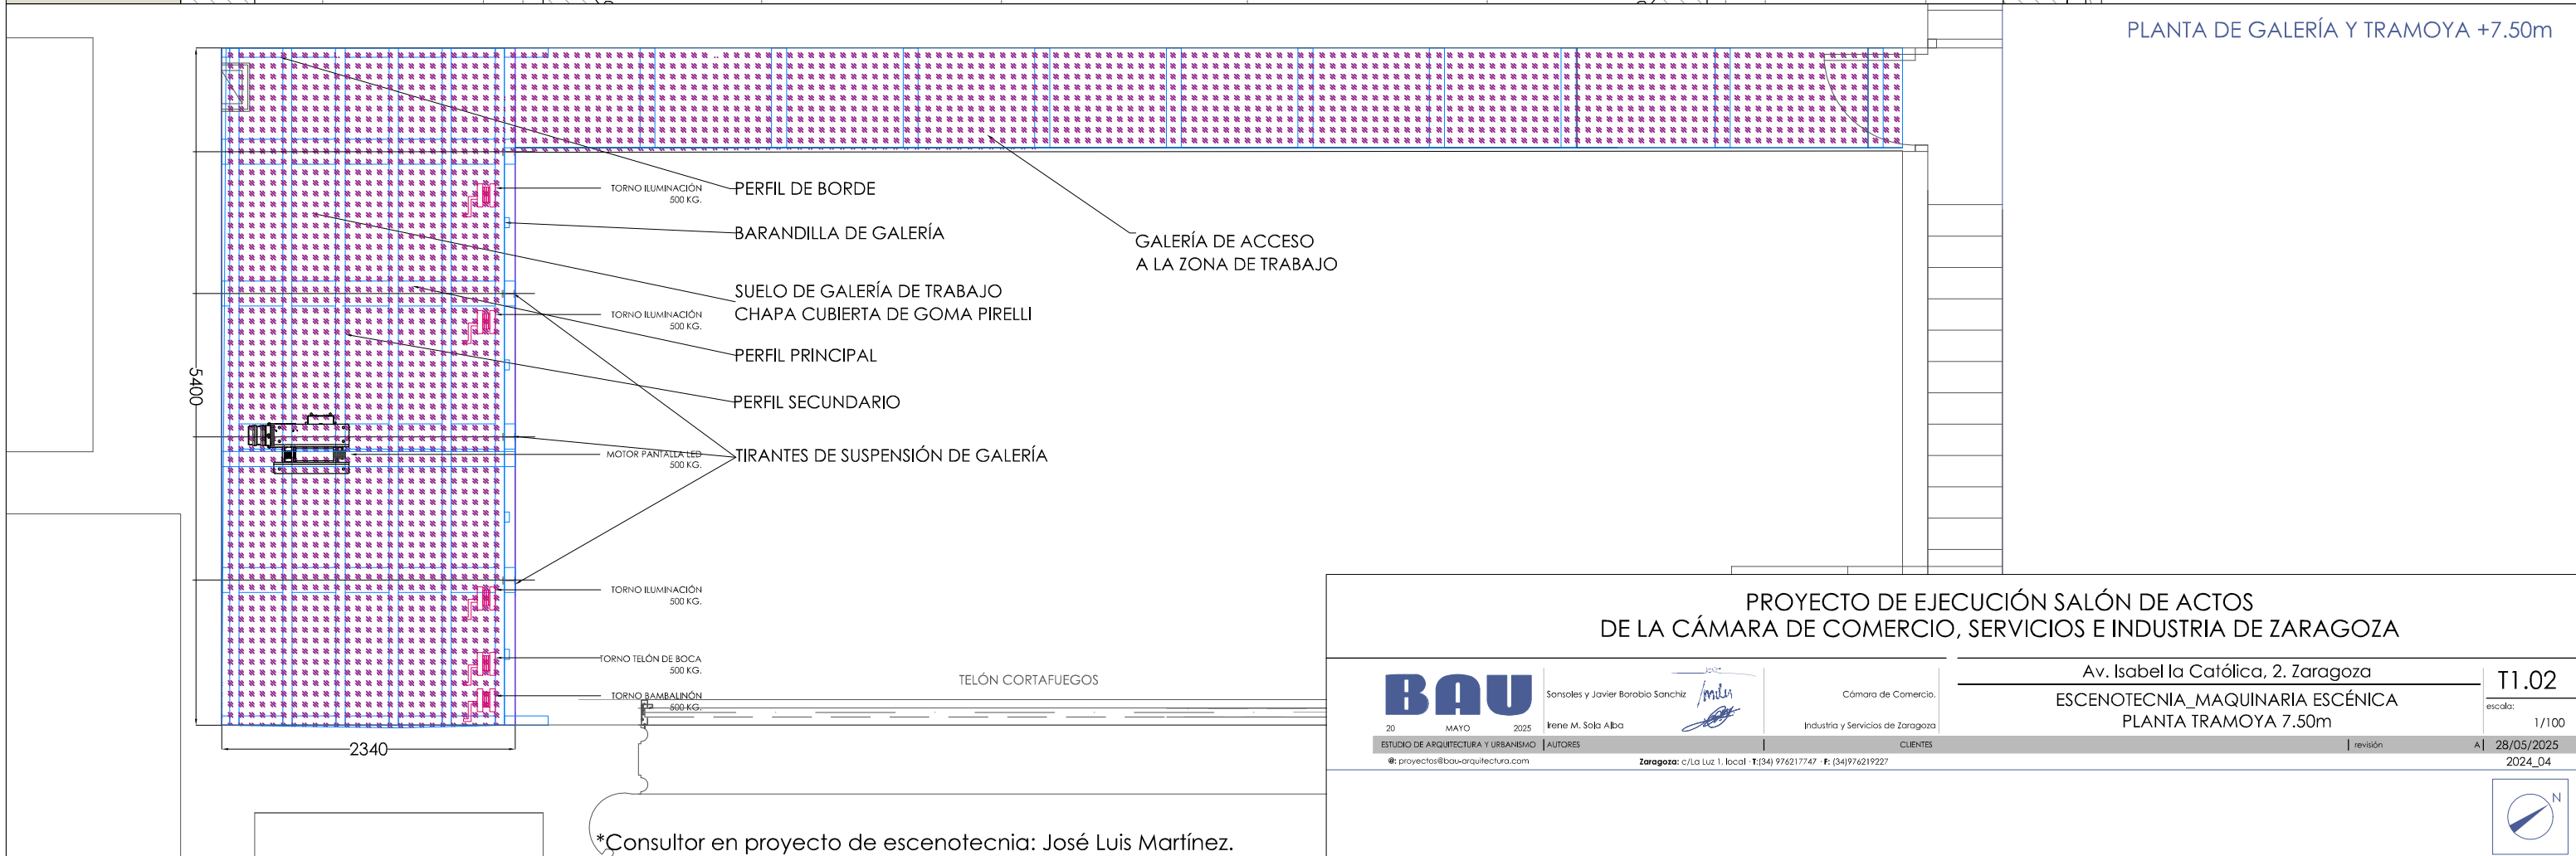 PLANTA DE GALERÍA Y TRAMOYA +7.50m
TORNO ILUMINACIÓN
500 KG.
PERFIL DE BORDE
BARANDILLA DE GALERÍA
GALERÍA DE ACCESO
A LA ZONA DE TRABAJO
SUELO DE GALERÍA DE TRABAJO
CHAPA CUBIERTA DE GOMA PIRELLI
TORNO ILUMINACIÓN
500 KG.
PERFIL PRINCIPAL
5400
PERFIL SECUNDARIO
MOTOR PANTALLA LED
500 KG.
TIRANTES DE SUSPENSIÓN DE GALERÍA
TORNO ILUMINACIÓN
500 KG.
TORNO TELÓN DE BOCA
500 KG.
TELÓN CORTAFUEGOS
TORNO BAMBALINÓN
500 KG.
2340
*Consultor en proyecto de escenotecnia: José Luis Martínez.
PROYECTO DE EJECUCIÓN SALÓN DE ACTOS
DE LA CÁMARA DE COMERCIO, SERVICIOS E INDUSTRIA DE ZARAGOZA
BAU
20 MAYO 2025
Sonsoles y Javier Borobio Sanchiz
Irene M. Sola Alba
Cámara de Comercio.
Industria y Servicios de Zaragoza
Av. Isabel la Católica, 2. Zaragoza
ESCENOTECNIA_MAQUINARIA ESCÉNICA
PLANTA TRAMOYA 7.50m
T1.02
escala:
1/100
ESTUDIO DE ARQUITECTURA Y URBANISMO AUTORES CLIENTES revisión A 28/05/2025
@: proyectos@bau-arquitectura.com Zaragoza: c/La Luz 1, local · T:(34) 976217747 · F: (34)976219227 2024_04
N